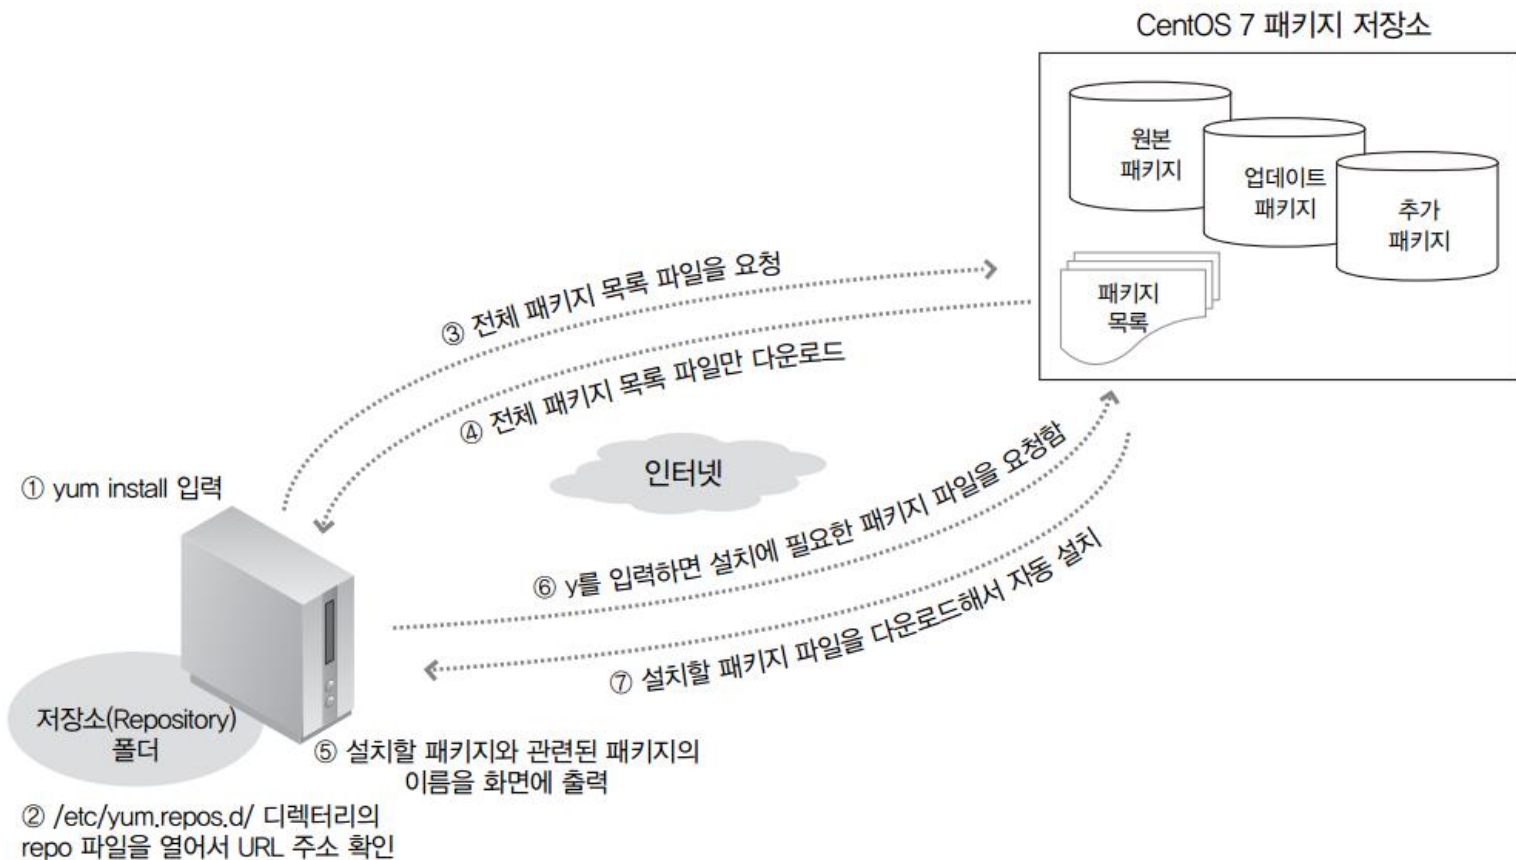 CentOS 7 패키지 저장소
원본
패키지
업데이트
패키지
추가
패키지
패키지
목록
③ 전체 패키지 목록 파일을 요청
④ 전체 패키지 목록 파일만 다운로드
인터넷
① yum install 입력
⑥ y를 입력하면 설치에 필요한 패키지 파일을 요청함
⑦ 설치할 패키지 파일을 다운로드해서 자동 설치
저장소(Repository)
폴더
⑤ 설치할 패키지와 관련된 패키지의
이름을 화면에 출력
② /etc/yum.repos.d/ 디렉터리의
repo 파일을 열어서 URL 주소 확인